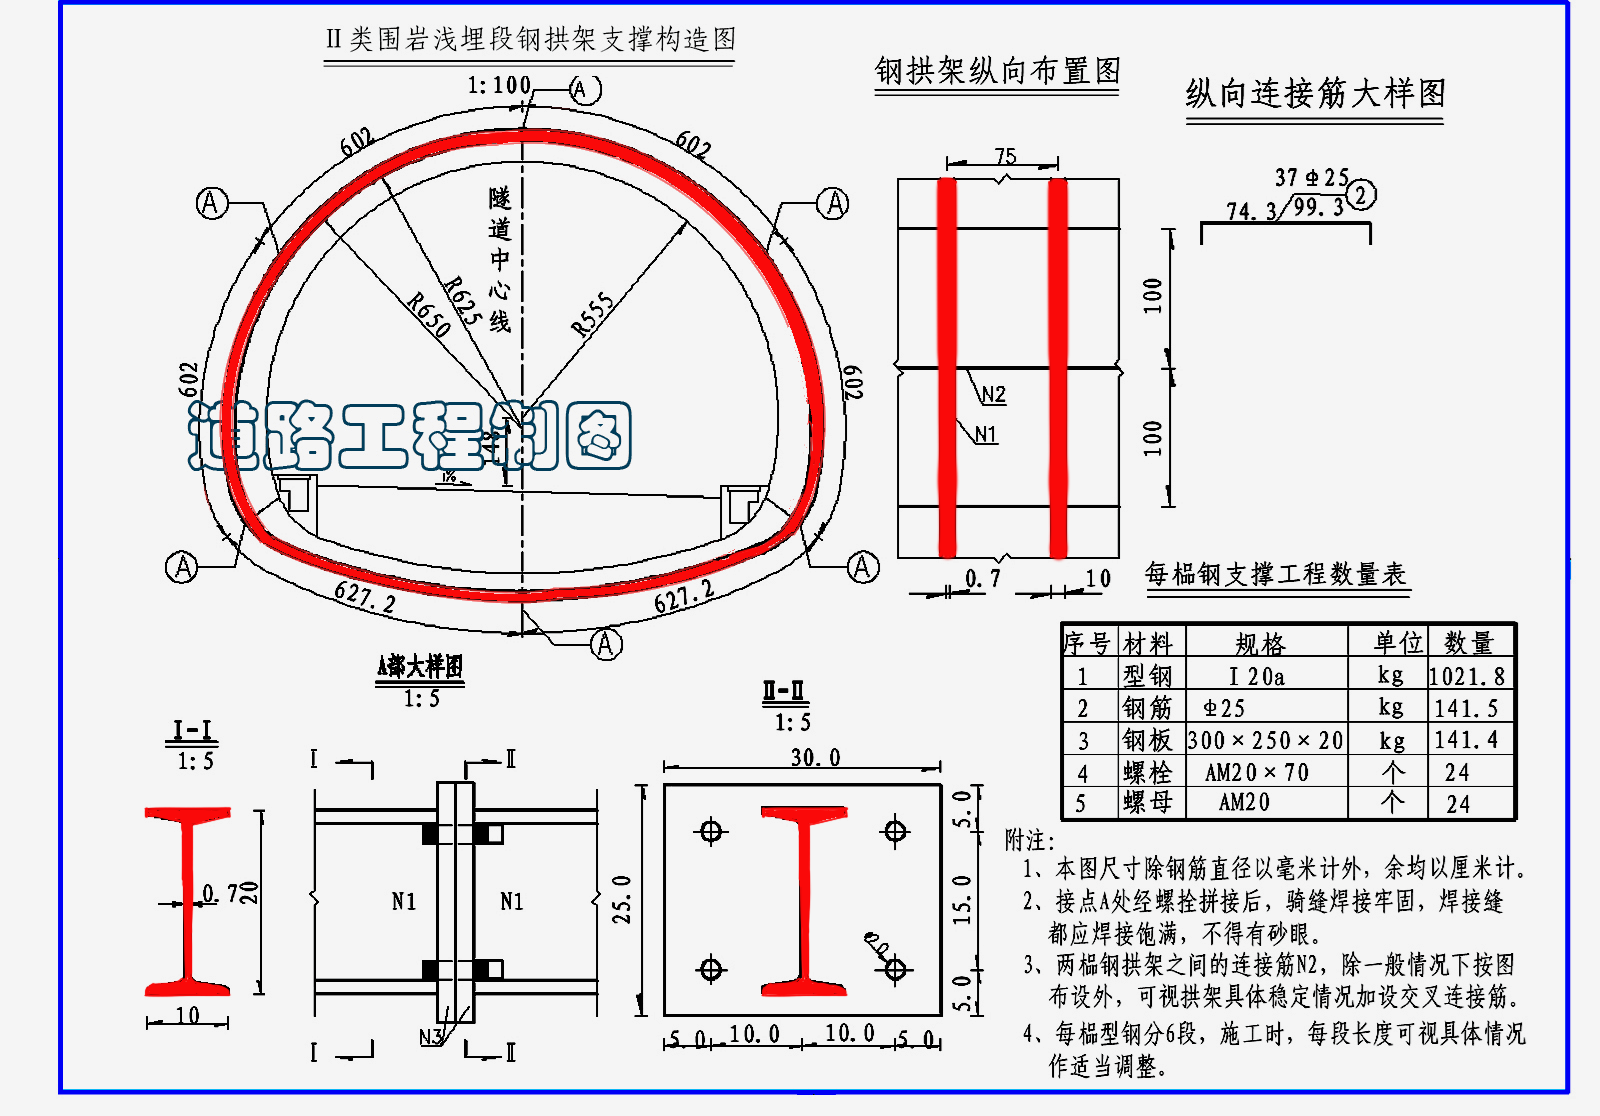 Ⅱ类围岩浅埋段钢拱架支撑构造图
1:100
A
602
602
A
A
隧道中心线
R650
R625
R555
602
602
道路工程制图
148
1%
A
A
627.2
627.2
A
钢拱架纵向布置图
75
N2
N1
100
100
0.7
10
纵向连接筋大样图
37Φ25
74.3
99.3
2
每榀钢支撑工程数量表
序号 材料 规格 单位 数量
1 型钢 I20a kg 1021.8
2 钢筋 Φ25 kg 141.5
3 钢板 300×250×20 kg 141.4
4 螺栓 AM20×70 个 24
5 螺母 AM20 个 24
Ⅰ-Ⅰ
1:5
0.7
20
10
A部大样图
1:5
Ⅰ
Ⅱ
N1
N1
N3
Ⅰ
Ⅱ
Ⅱ-Ⅱ
1:5
30.0
25.0
5.0
15.0
5.0
5.0
10.0
10.0
5.0
附注:
1、本图尺寸除钢筋直径以毫米计外，余均以厘米计。
2、接点A处经螺栓拼接后，骑缝焊接牢固，焊接缝
都应焊接饱满，不得有砂眼。
3、两榀钢拱架之间的连接筋N2，除一般情况下按图
布设外，可视拱架具体稳定情况加设交叉连接筋。
4、每榀型钢分6段，施工时，每段长度可视具体情况
作适当调整。